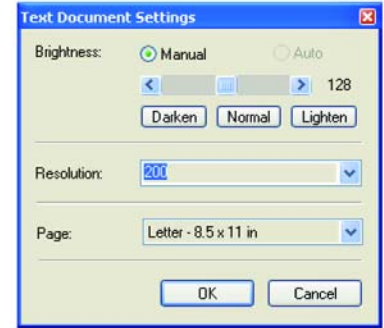 Text Document Settings
Brightness: Manual Auto
128
Darken Normal Lighten
Resolution: 200
Page: Letter - 8.5 x 11 in
OK Cancel